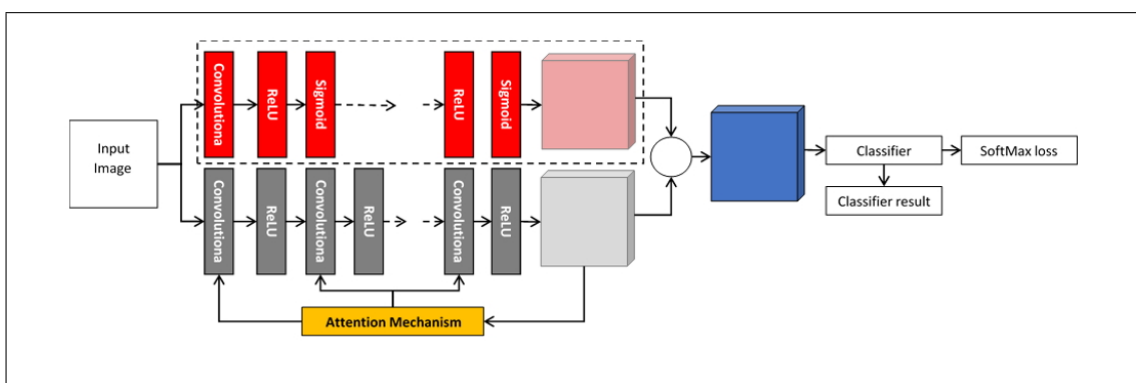 Input
Image
Convolutiona
ReLU
Sigmoid
ReLU
Sigmoid
Convolutiona
ReLU
Convolutiona
ReLU
Convolutiona
ReLU
Attention Mechanism
Classifier
SoftMax loss
Classifier result